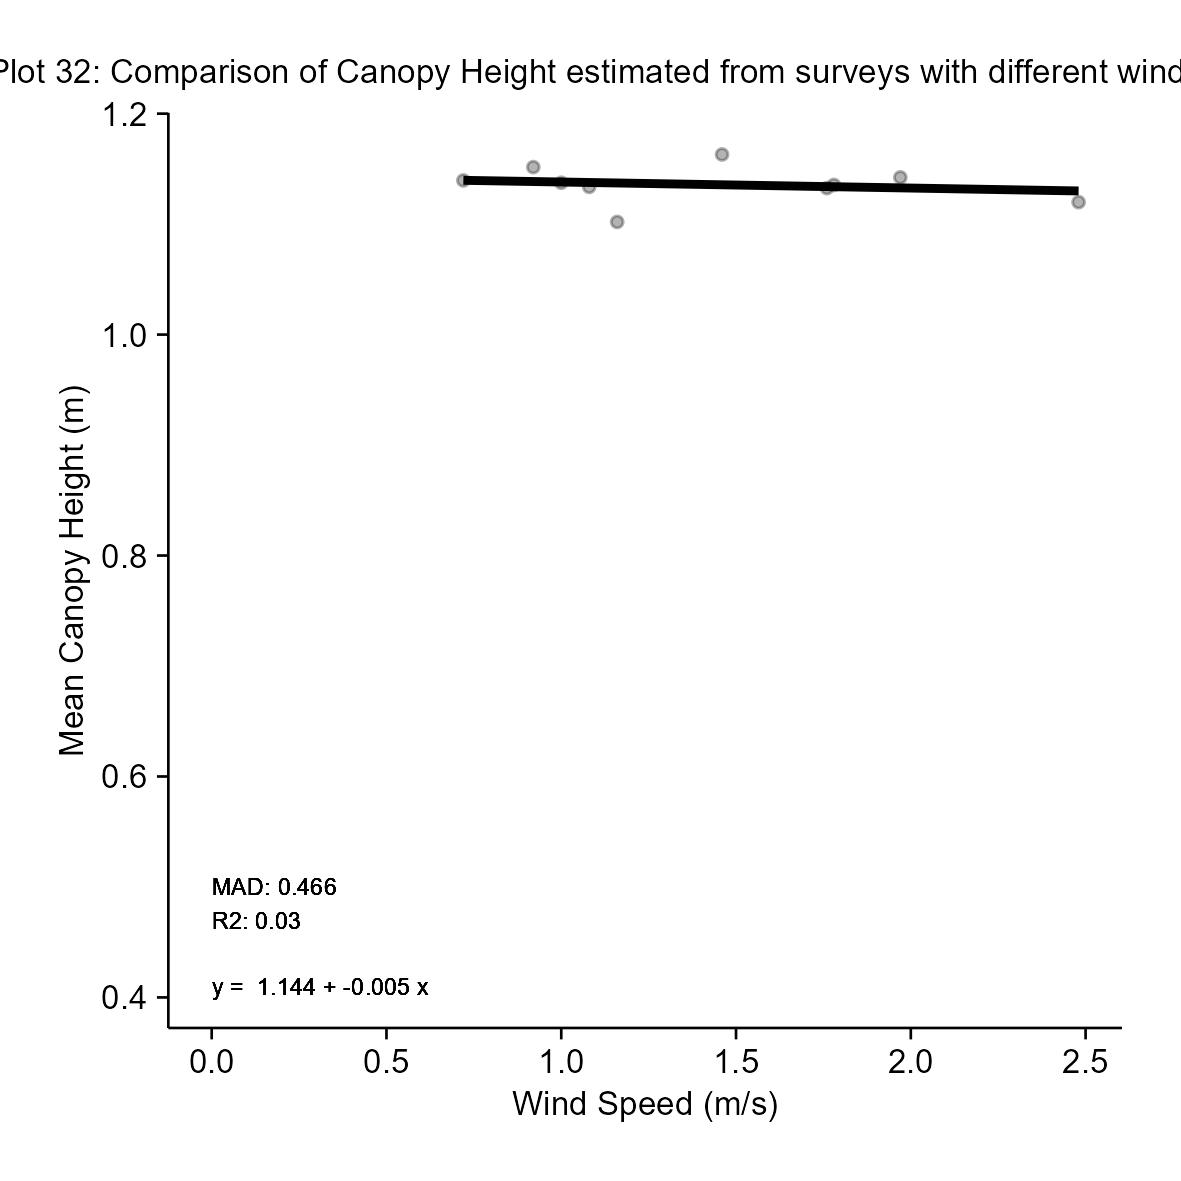 Plot 32: Comparison of Canopy Height estimated from surveys with different wind
1.2
1.0
0.8
0.6
0.4
Mean Canopy Height (m)
MAD: 0.466
R2: 0.03
y =  1.144 + -0.005 x
0.0 0.5 1.0 1.5 2.0 2.5
Wind Speed (m/s)